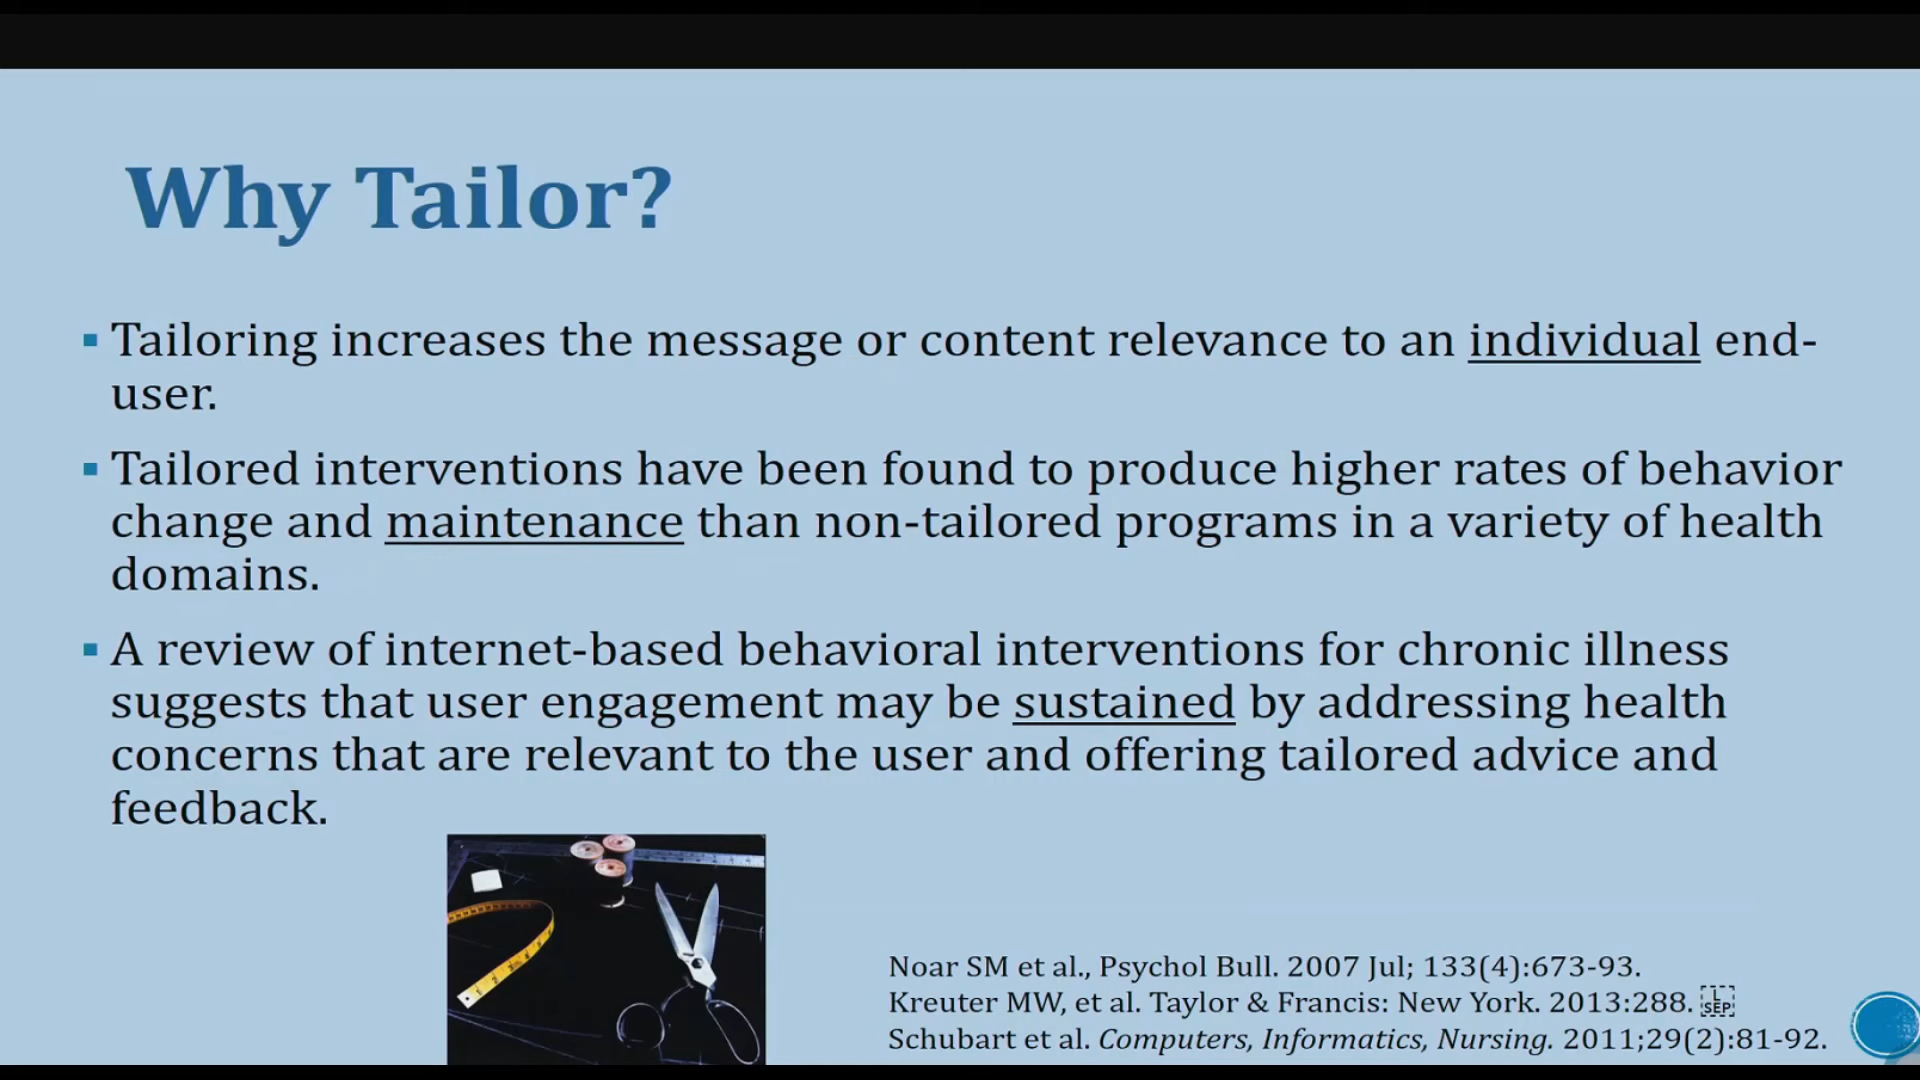 Why Tailor?
Tailoring increases the message or content relevance to an individual end-
user.
Tailored interventions have been found to produce higher rates of behavior
change and maintenance than non-tailored programs in a variety of health
domains.
A review of internet-based behavioral interventions for chronic illness
suggests that user engagement may be sustained by addressing health
concerns that are relevant to the user and offering tailored advice and
feedback.
Noar SM et al., Psychol Bull. 2007 Jul; 133(4):673-93.
Kreuter MW, et al. Taylor & Francis: New York. 2013:288. L SEP
Schubart et al. Computers, Informatics, Nursing. 2011;29(2):81-92.